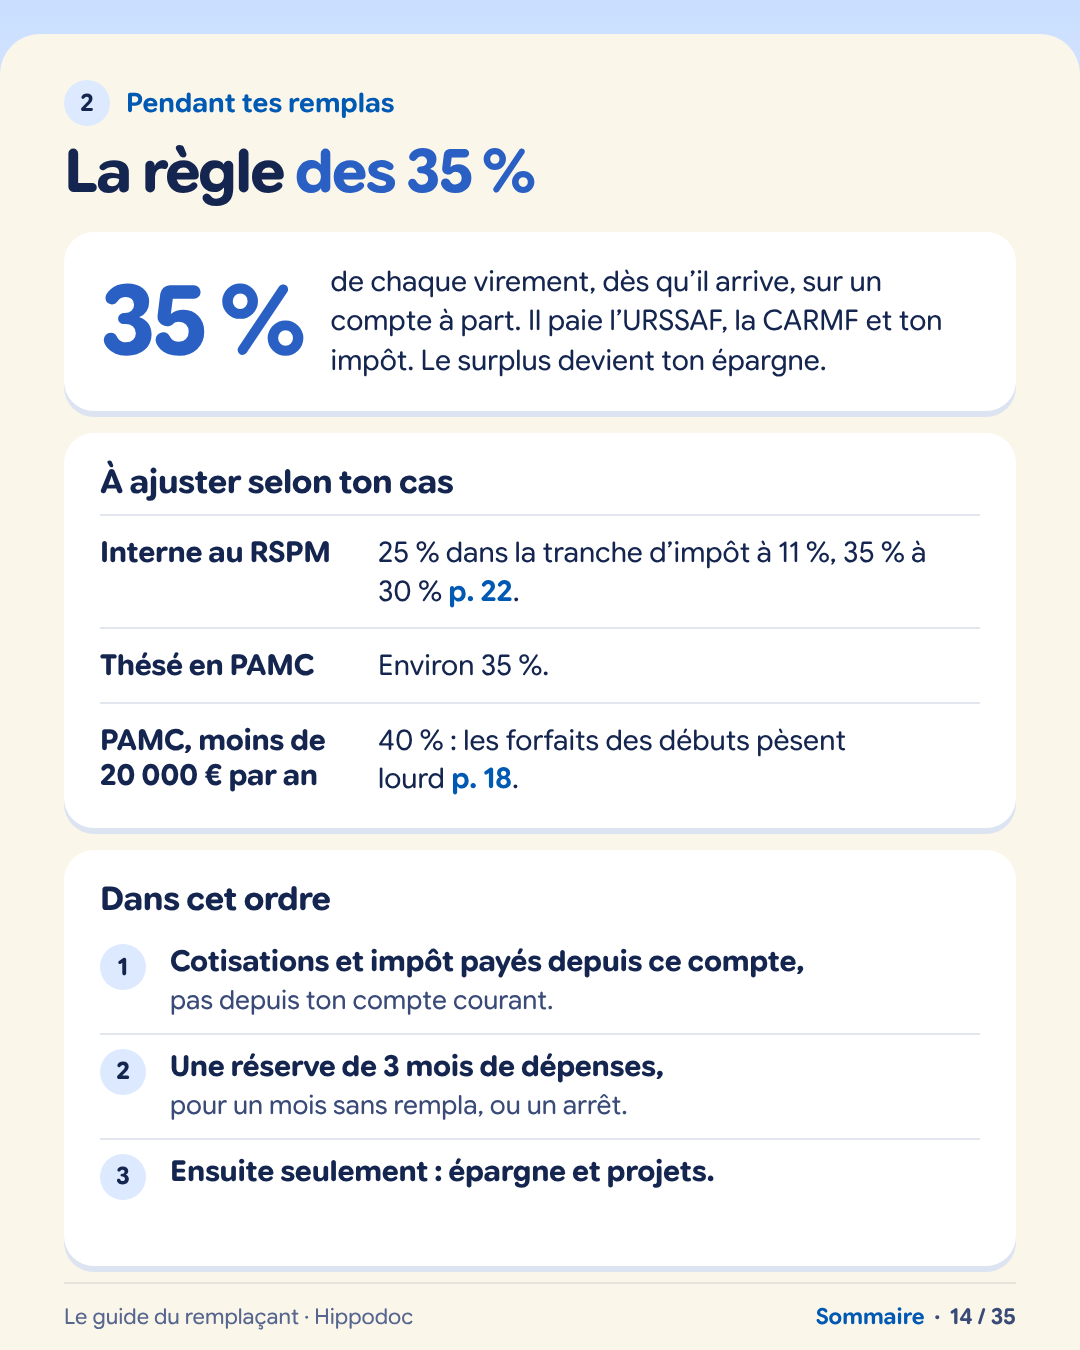 2 Pendant tes remplas
La règle des 35 %
35 %
de chaque virement, dès qu’il arrive, sur un
compte à part. Il paie l’URSSAF, la CARMF et ton
impôt. Le surplus devient ton épargne.
À ajuster selon ton cas
Interne au RSPM
25 % dans la tranche d’impôt à 11 %, 35 % à
30 % p. 22.
Thésé en PAMC
Environ 35 %.
PAMC, moins de
20 000 € par an
40 % : les forfaits des débuts pèsent
lourd p. 18.
Dans cet ordre
1 Cotisations et impôt payés depuis ce compte,
pas depuis ton compte courant.
2 Une réserve de 3 mois de dépenses,
pour un mois sans rempla, ou un arrêt.
3 Ensuite seulement : épargne et projets.
Le guide du remplaçant · Hippodoc
Sommaire · 14 / 35